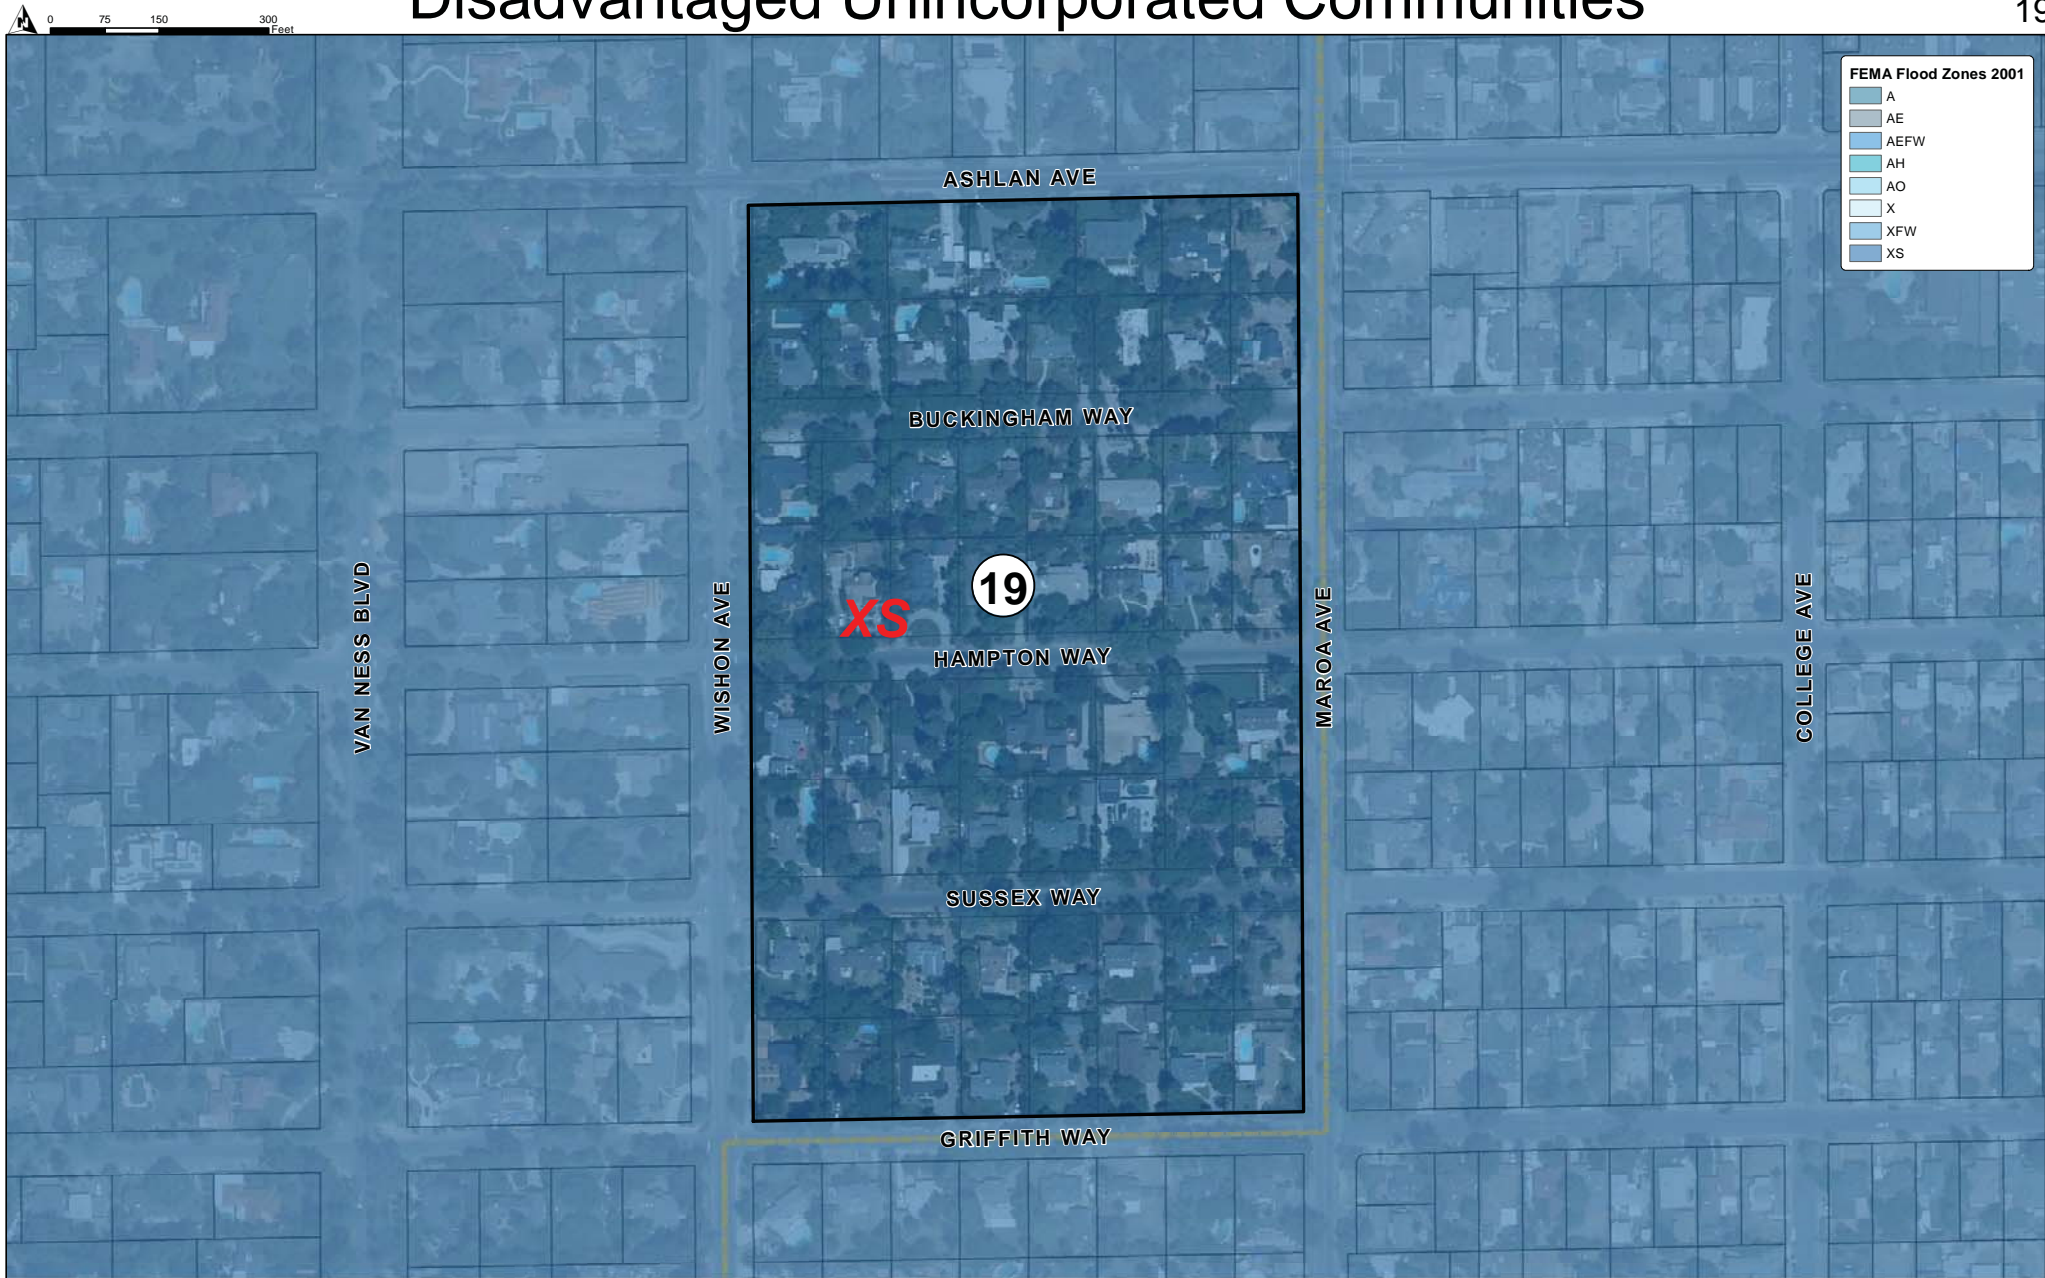 Disadvantaged Unincorporated Communities
19
0 75 150 300
Feet
FEMA Flood Zones 2001
A
AE
AEFW
AH
AO
X
XFW
XS
ASHLAN AVE
BUCKINGHAM WAY
19
XS
HAMPTON WAY
VAN NESS BLVD
WISHON AVE
MAROA AVE
COLLEGE AVE
SUSSEX WAY
GRIFFITH WAY